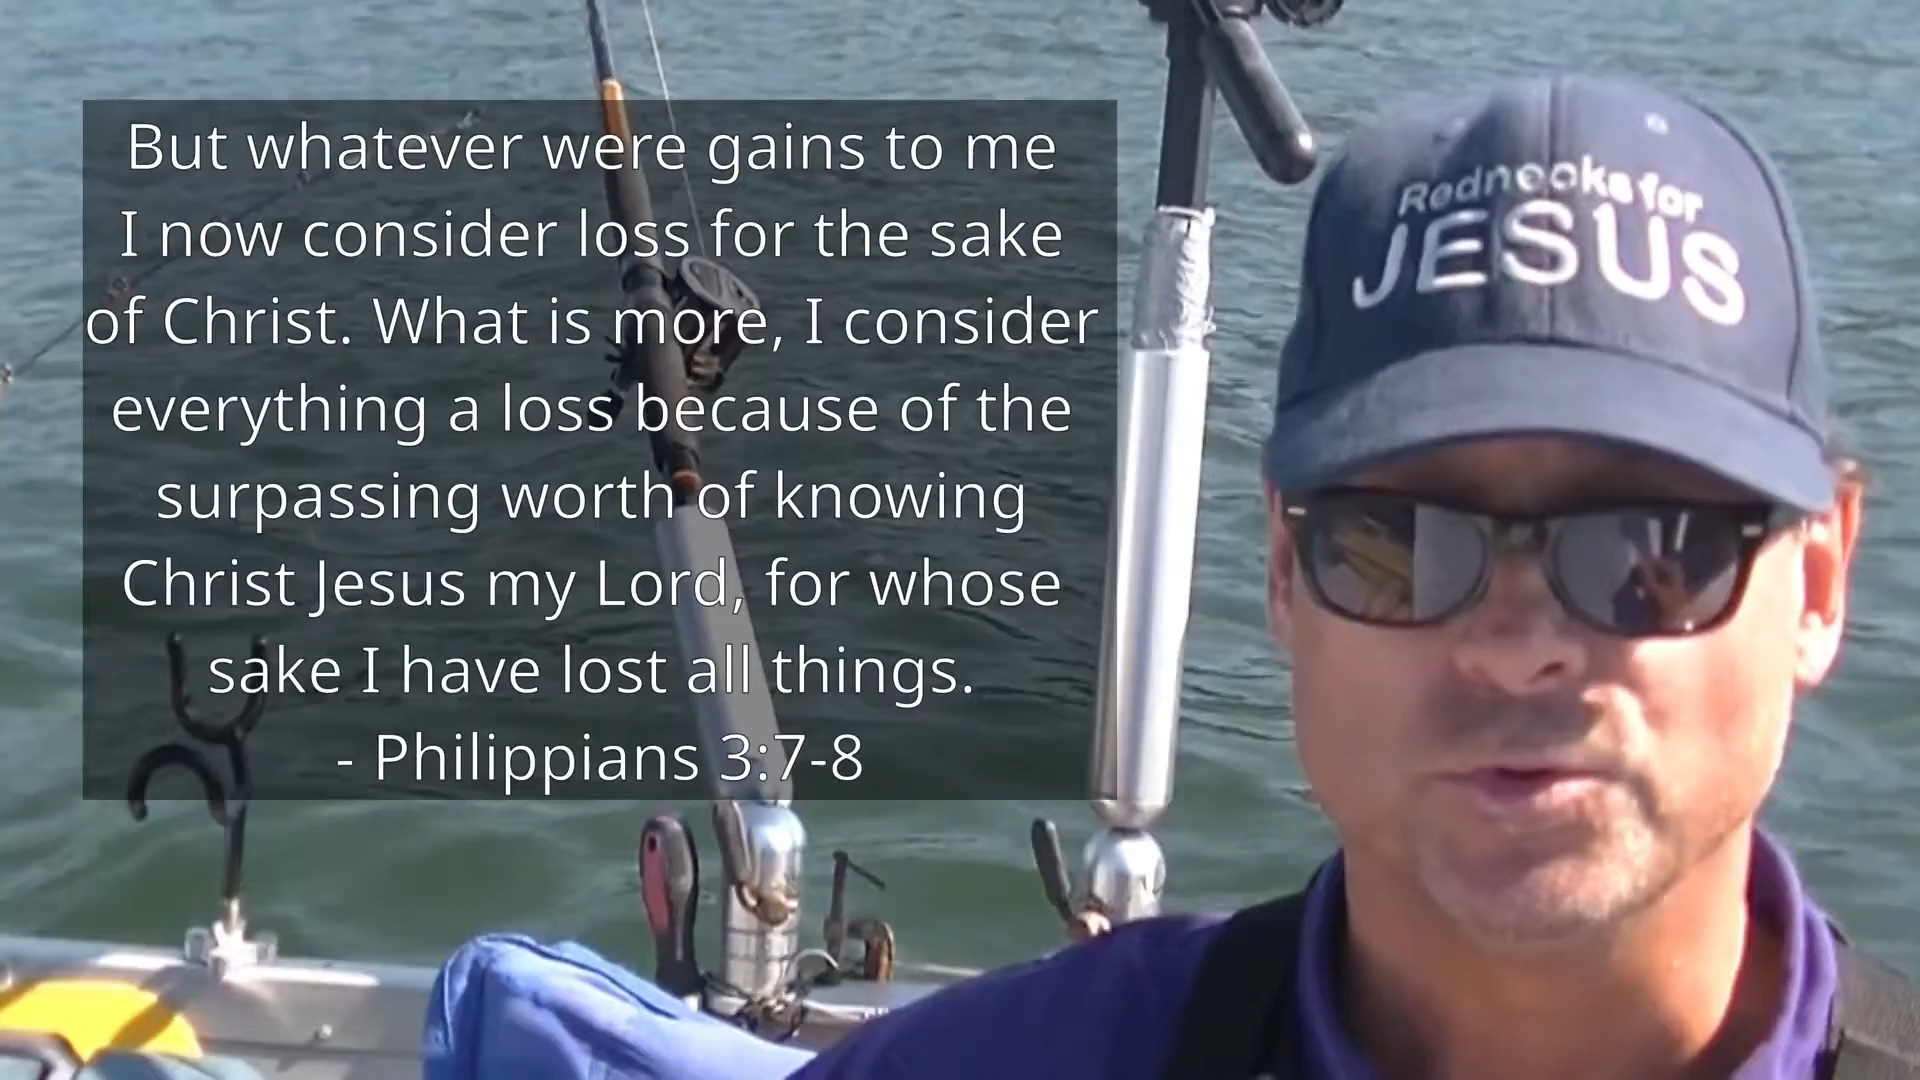 But whatever were gains to me
I now consider loss for the sake
of Christ. What is more, I consider
everything a loss because of the
surpassing worth of knowing
Christ Jesus my Lord, for whose
sake I have lost all things.
- Philippians 3:7-8
Rednecks for
JESUS